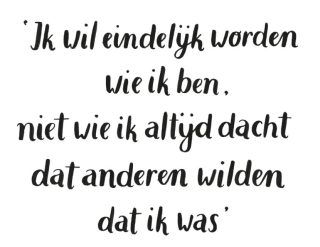 'Ik wil eindelijk worden
wie ik ben,
niet wie ik altijd dacht
dat anderen wilden
dat ik was'